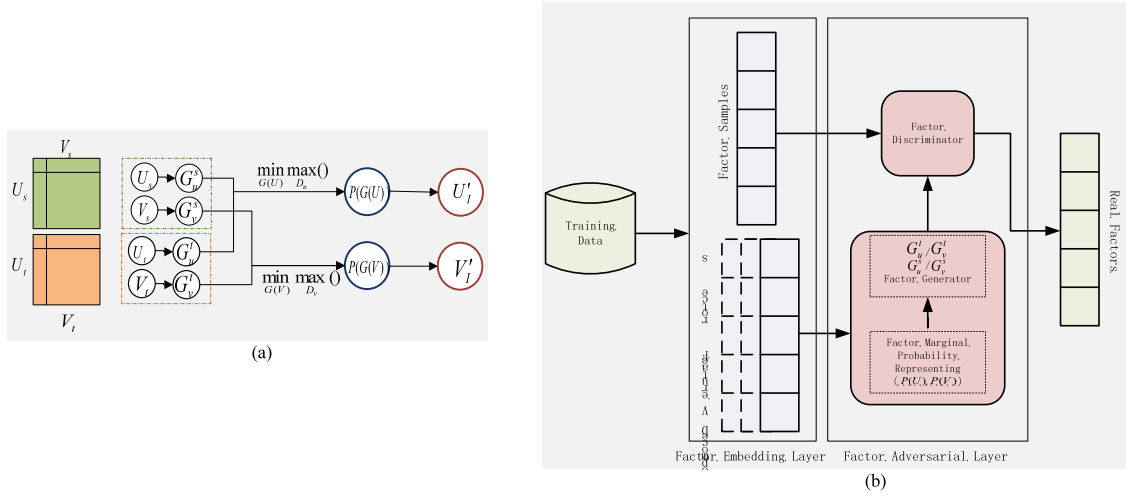 V_s
U_s
U_t
V_t
U_s G_u^s
V_s G_v^s
U_t G_u^t
V_t G_v^t
min max()
G(U) D_u
min max()
G(V) D_v
P(G(U))
P(G(V))
U'_I
V'_I
(a)
Training.
Data
Factor. Samples
Factor. Embedding. Layer
Factor.
Discriminator
G_u^t/G_v^t
G_u^s/G_v^s
Factor. Generator
Factor. Marginal.
Probability.
Representing
(P(U), P(V))
Factor. Adversarial. Layer
Real. Factors.
(b)